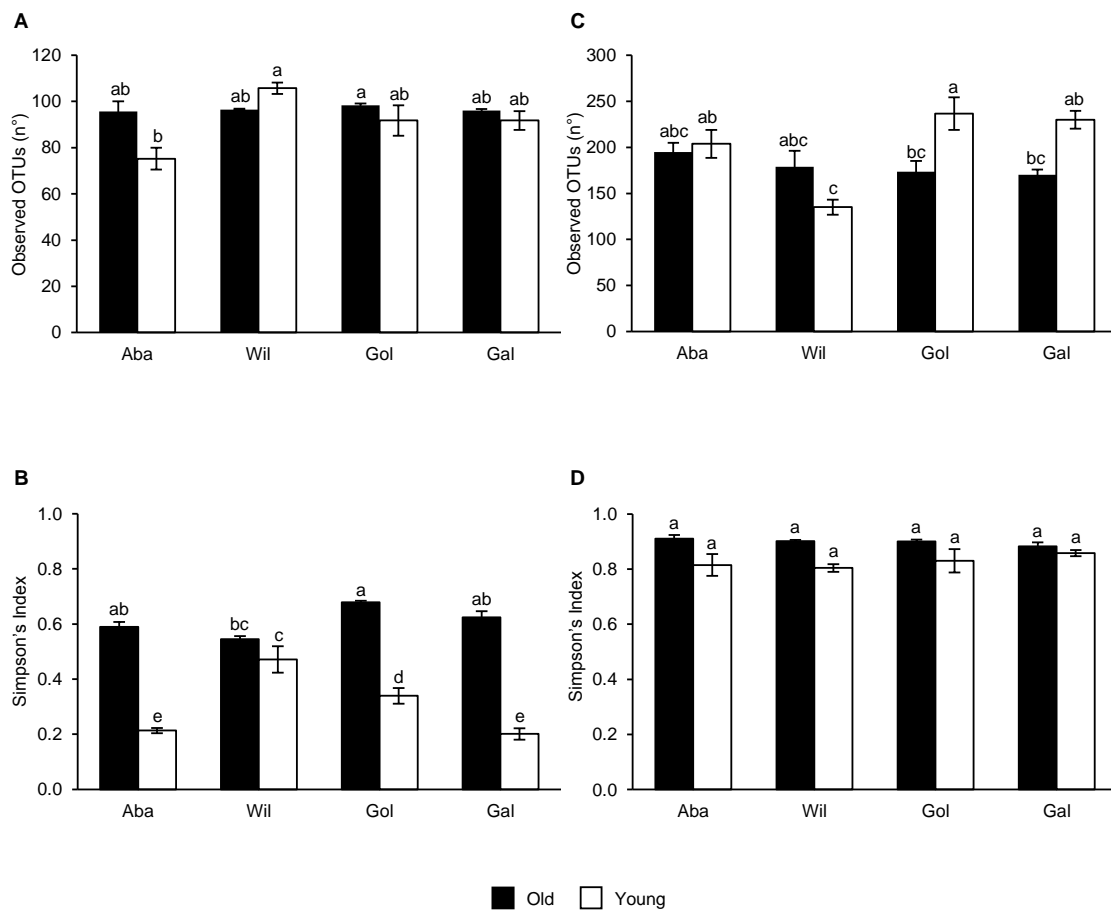 A
Observed OTUs (n°)
120
100
80
60
40
20
0
ab
b
ab
a
a
ab
ab
ab
Aba Wil Gol Gal
C
Observed OTUs (n°)
300
250
200
150
100
50
0
abc
ab
abc
c
bc
a
bc
ab
Aba Wil Gol Gal
B
Simpson's Index
1.0
0.8
0.6
0.4
0.2
0.0
ab
e
bc
c
a
d
ab
e
Aba Wil Gol Gal
D
Simpson's Index
1.0
0.8
0.6
0.4
0.2
0.0
a
a
a
a
a
a
a
a
Aba Wil Gol Gal
Old Young